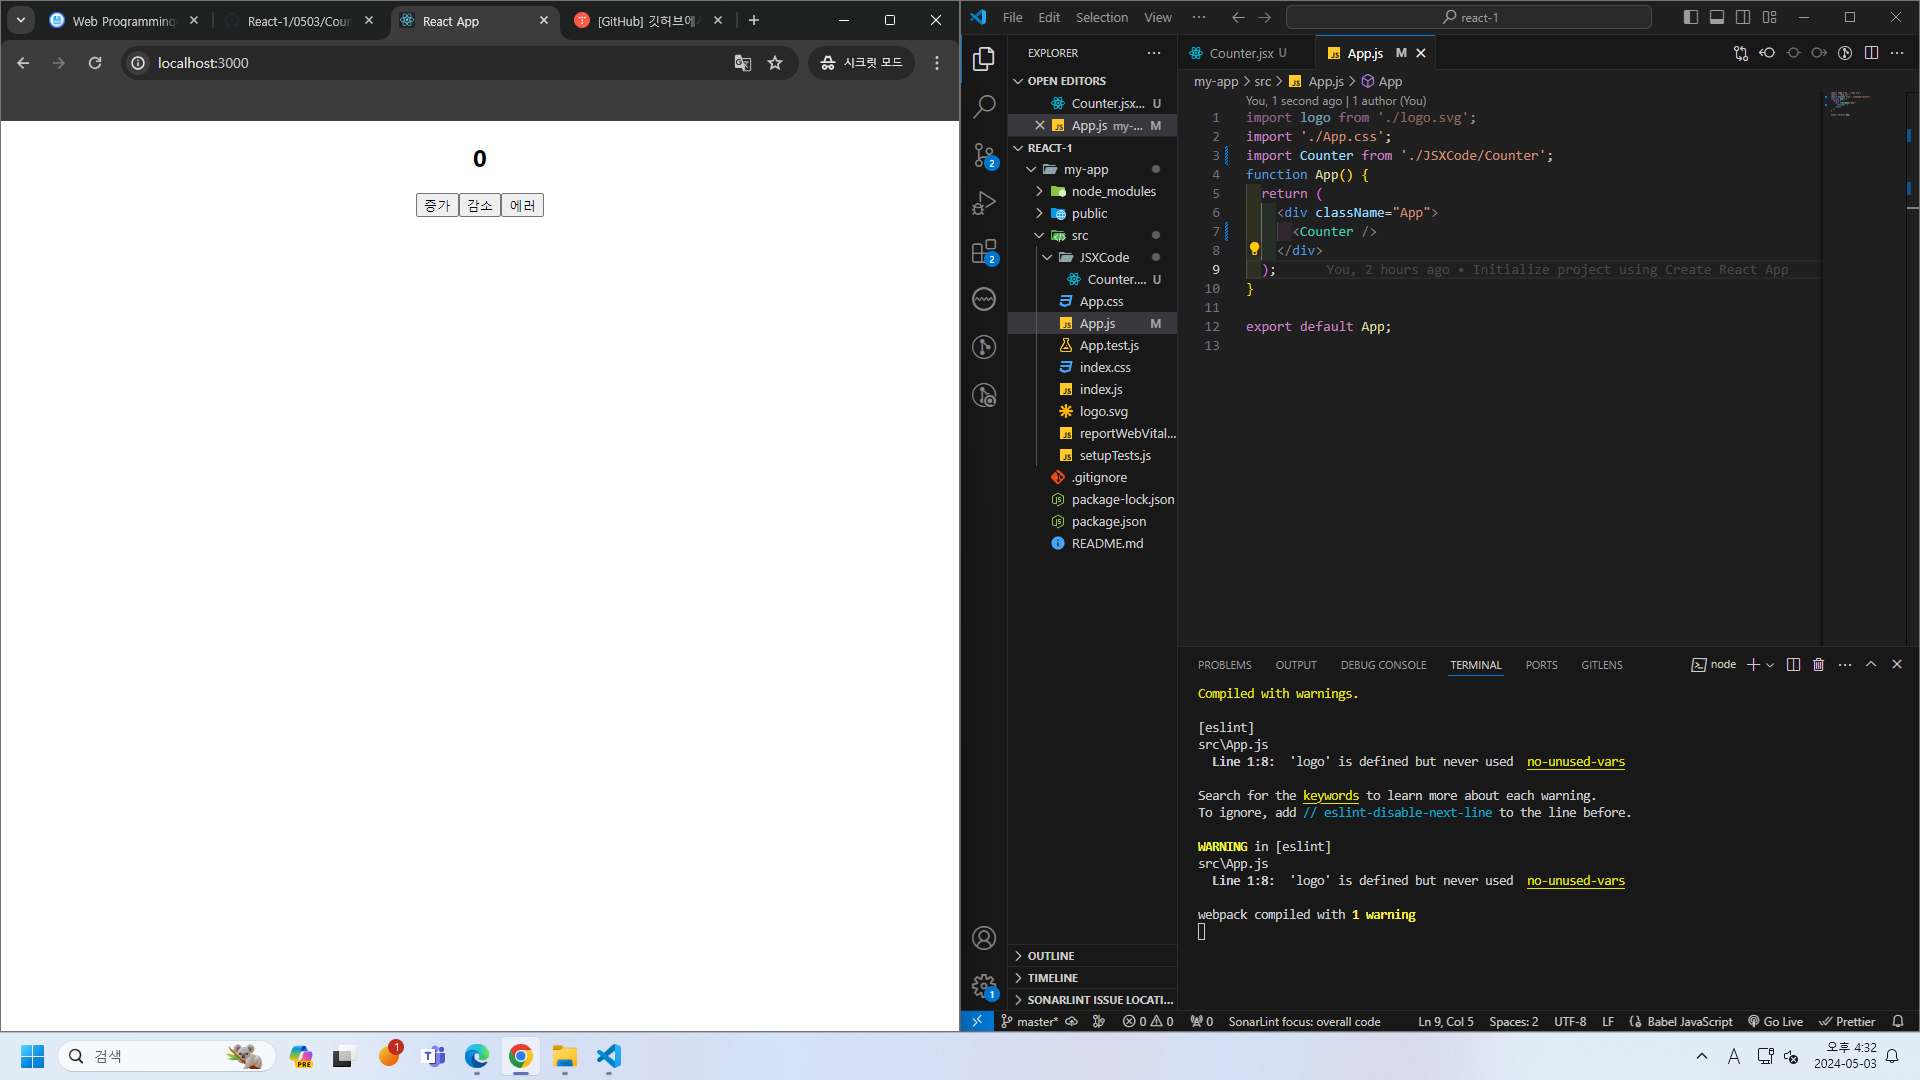 Web Programming
React-1/0503/Coun
React App
[GitHub] 깃허브에서
localhost:3000
시크릿 모드
0
증가 감소 에러
File Edit Selection View ...
react-1
EXPLORER
OPEN EDITORS
Counter.jsx... U
App.js my-... M
REACT-1
my-app
node_modules
public
src
JSXCode
Counter.... U
App.css
App.js M
App.test.js
index.css
index.js
logo.svg
reportWebVital...
setupTests.js
.gitignore
package-lock.json
package.json
README.md
OUTLINE
TIMELINE
SONARLINT ISSUE LOCATI...
2
2
1
Counter.jsx U
App.js M
my-app > src > App.js > App
You, 1 second ago | 1 author (You)
1 import logo from './logo.svg';
2 import './App.css';
3 import Counter from './JSXCode/Counter';
4 function App() {
5 return (
6 <div className="App">
7 <Counter />
8 </div>
9 ); You, 2 hours ago • Initialize project using Create React App
10 }
11
12 export default App;
13
PROBLEMS OUTPUT DEBUG CONSOLE TERMINAL PORTS GITLENS
node
Compiled with warnings.
[eslint]
src\App.js
Line 1:8: 'logo' is defined but never used no-unused-vars
Search for the keywords to learn more about each warning.
To ignore, add // eslint-disable-next-line to the line before.
WARNING in [eslint]
src\App.js
Line 1:8: 'logo' is defined but never used no-unused-vars
webpack compiled with 1 warning
master* 0 0 0 SonarLint focus: overall code Ln 9, Col 5 Spaces: 2 UTF-8 LF Babel JavaScript Go Live Prettier
검색
PRE
1
A
오후 4:32
2024-05-03